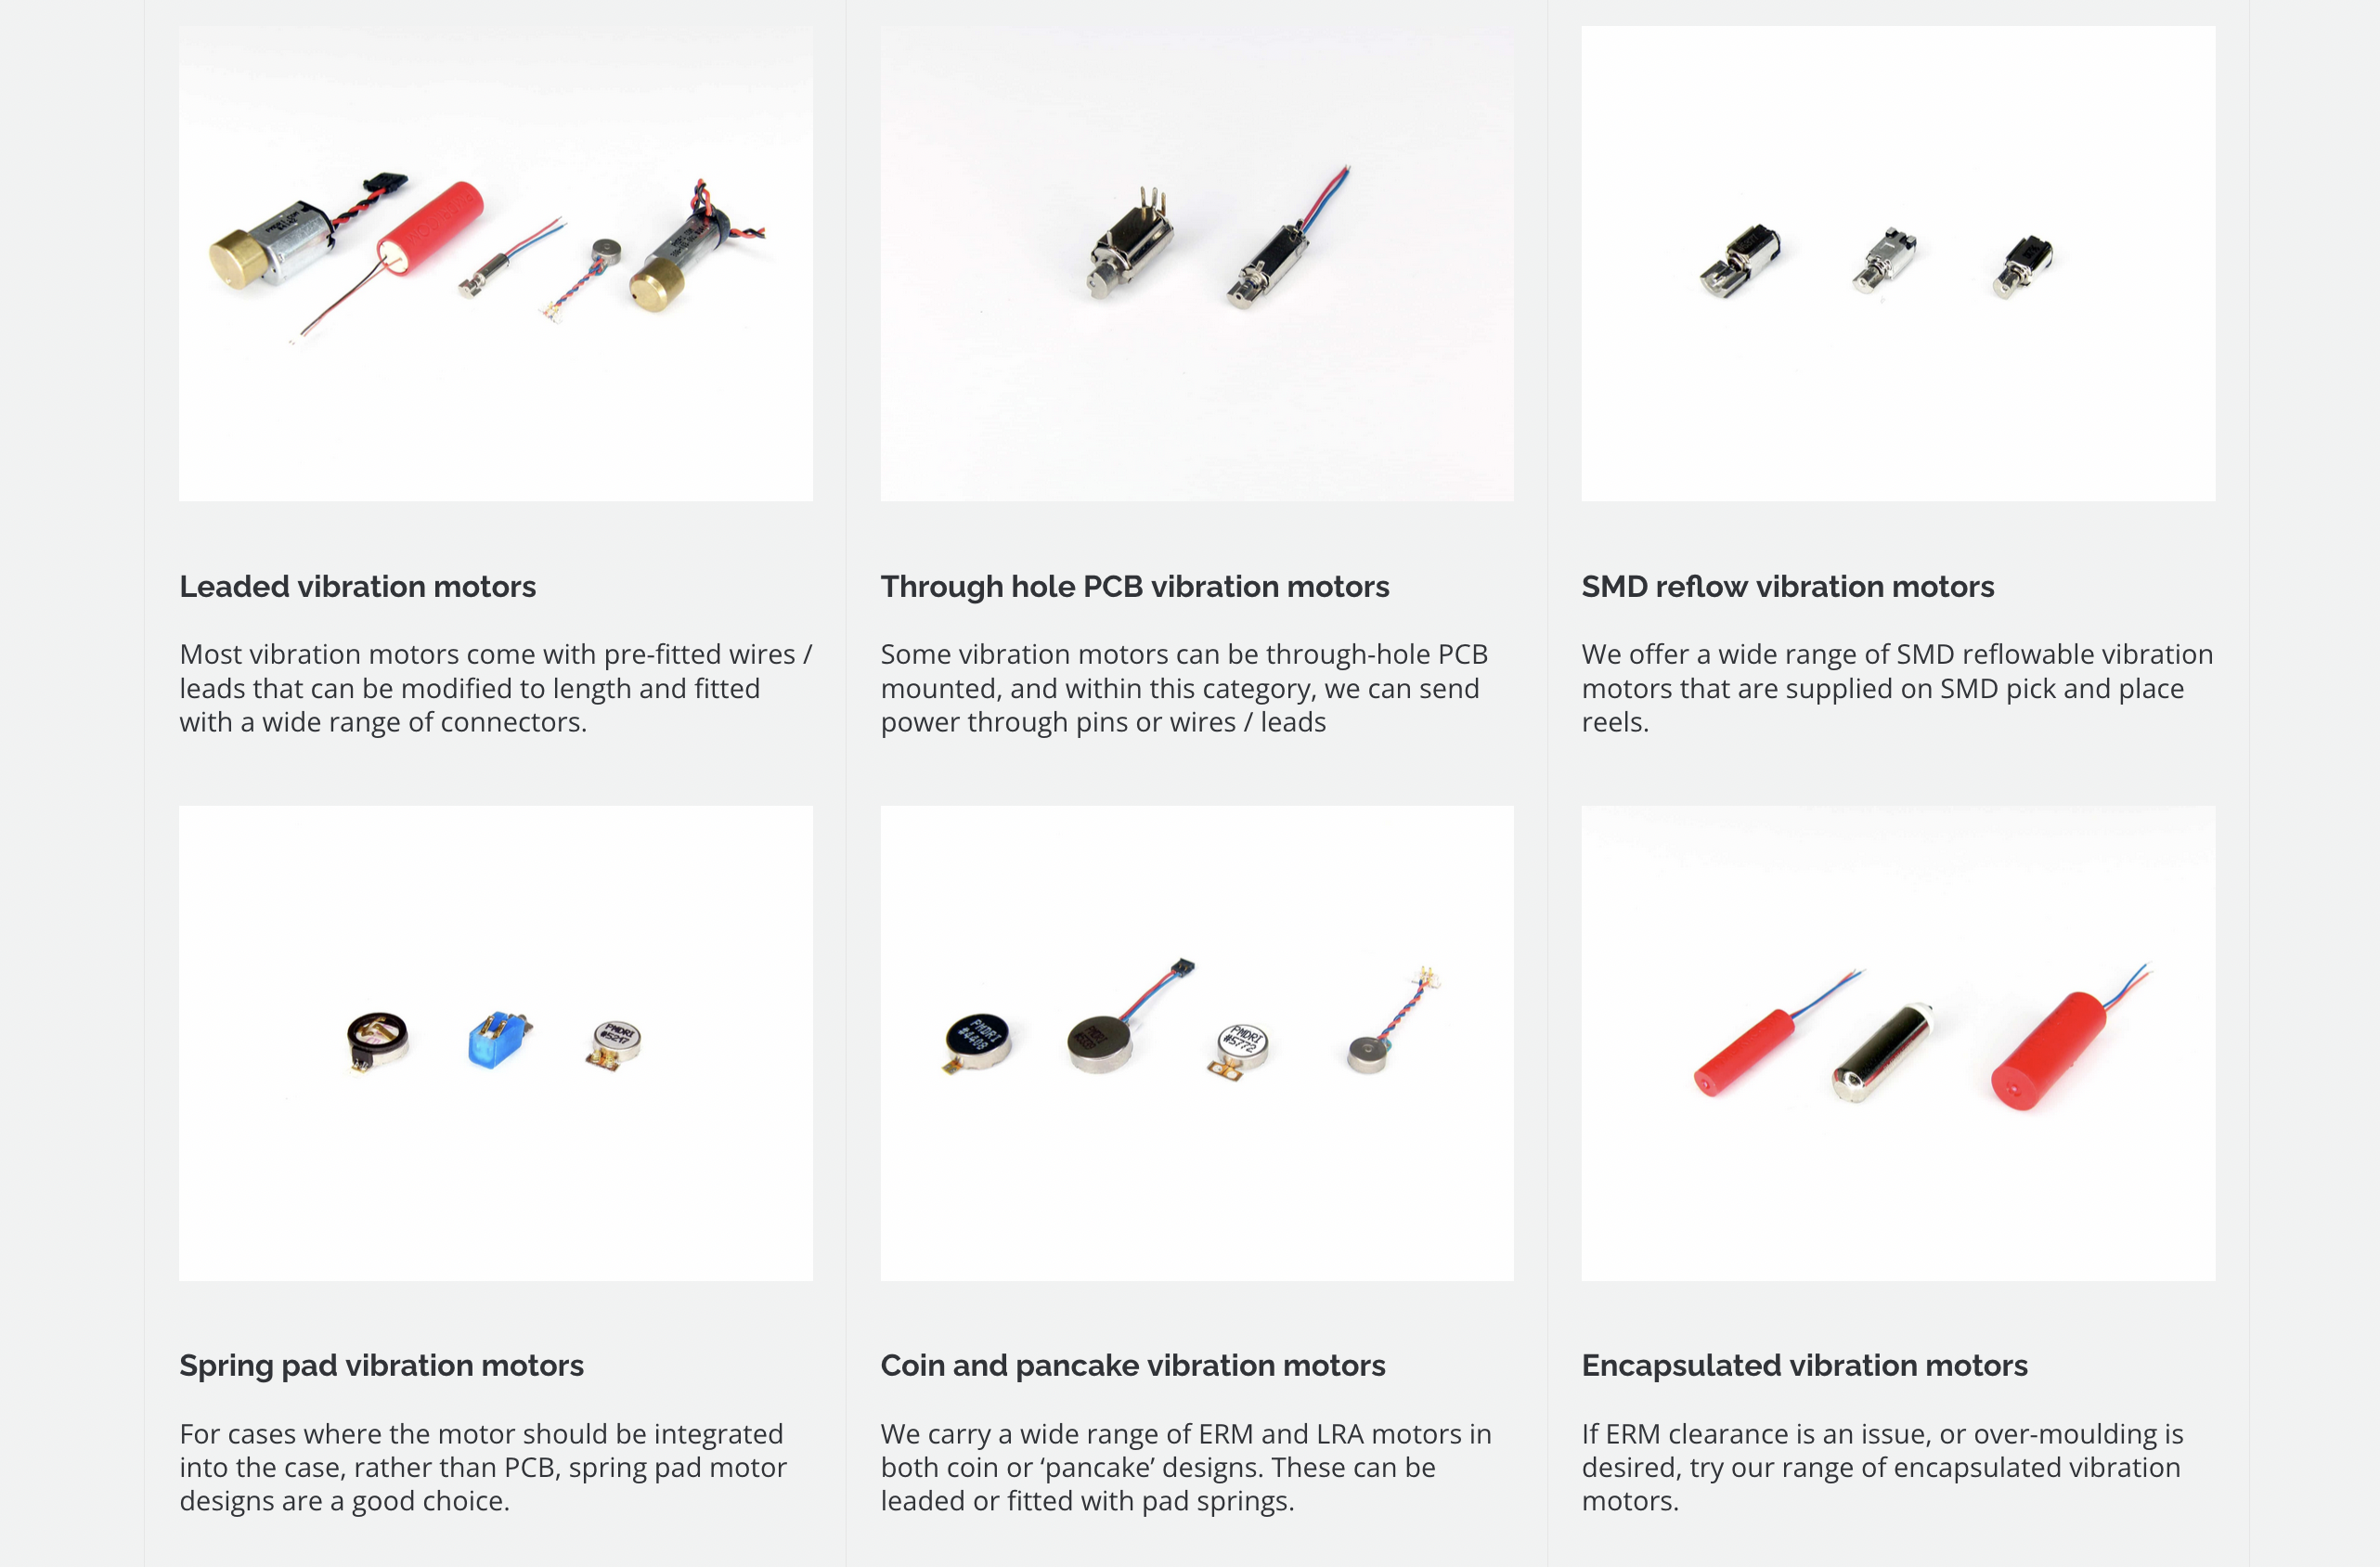 Leaded vibration motors
Most vibration motors come with pre-fitted wires /
leads that can be modified to length and fitted
with a wide range of connectors.
Through hole PCB vibration motors
Some vibration motors can be through-hole PCB
mounted, and within this category, we can send
power through pins or wires / leads
SMD reflow vibration motors
We offer a wide range of SMD reflowable vibration
motors that are supplied on SMD pick and place
reels.
PMDRI
#5217
Spring pad vibration motors
For cases where the motor should be integrated
into the case, rather than PCB, spring pad motor
designs are a good choice.
PMDRI
#4408
PMDRI
PMDRI
#5772
Coin and pancake vibration motors
We carry a wide range of ERM and LRA motors in
both coin or ‘pancake’ designs. These can be
leaded or fitted with pad springs.
Encapsulated vibration motors
If ERM clearance is an issue, or over-moulding is
desired, try our range of encapsulated vibration
motors.